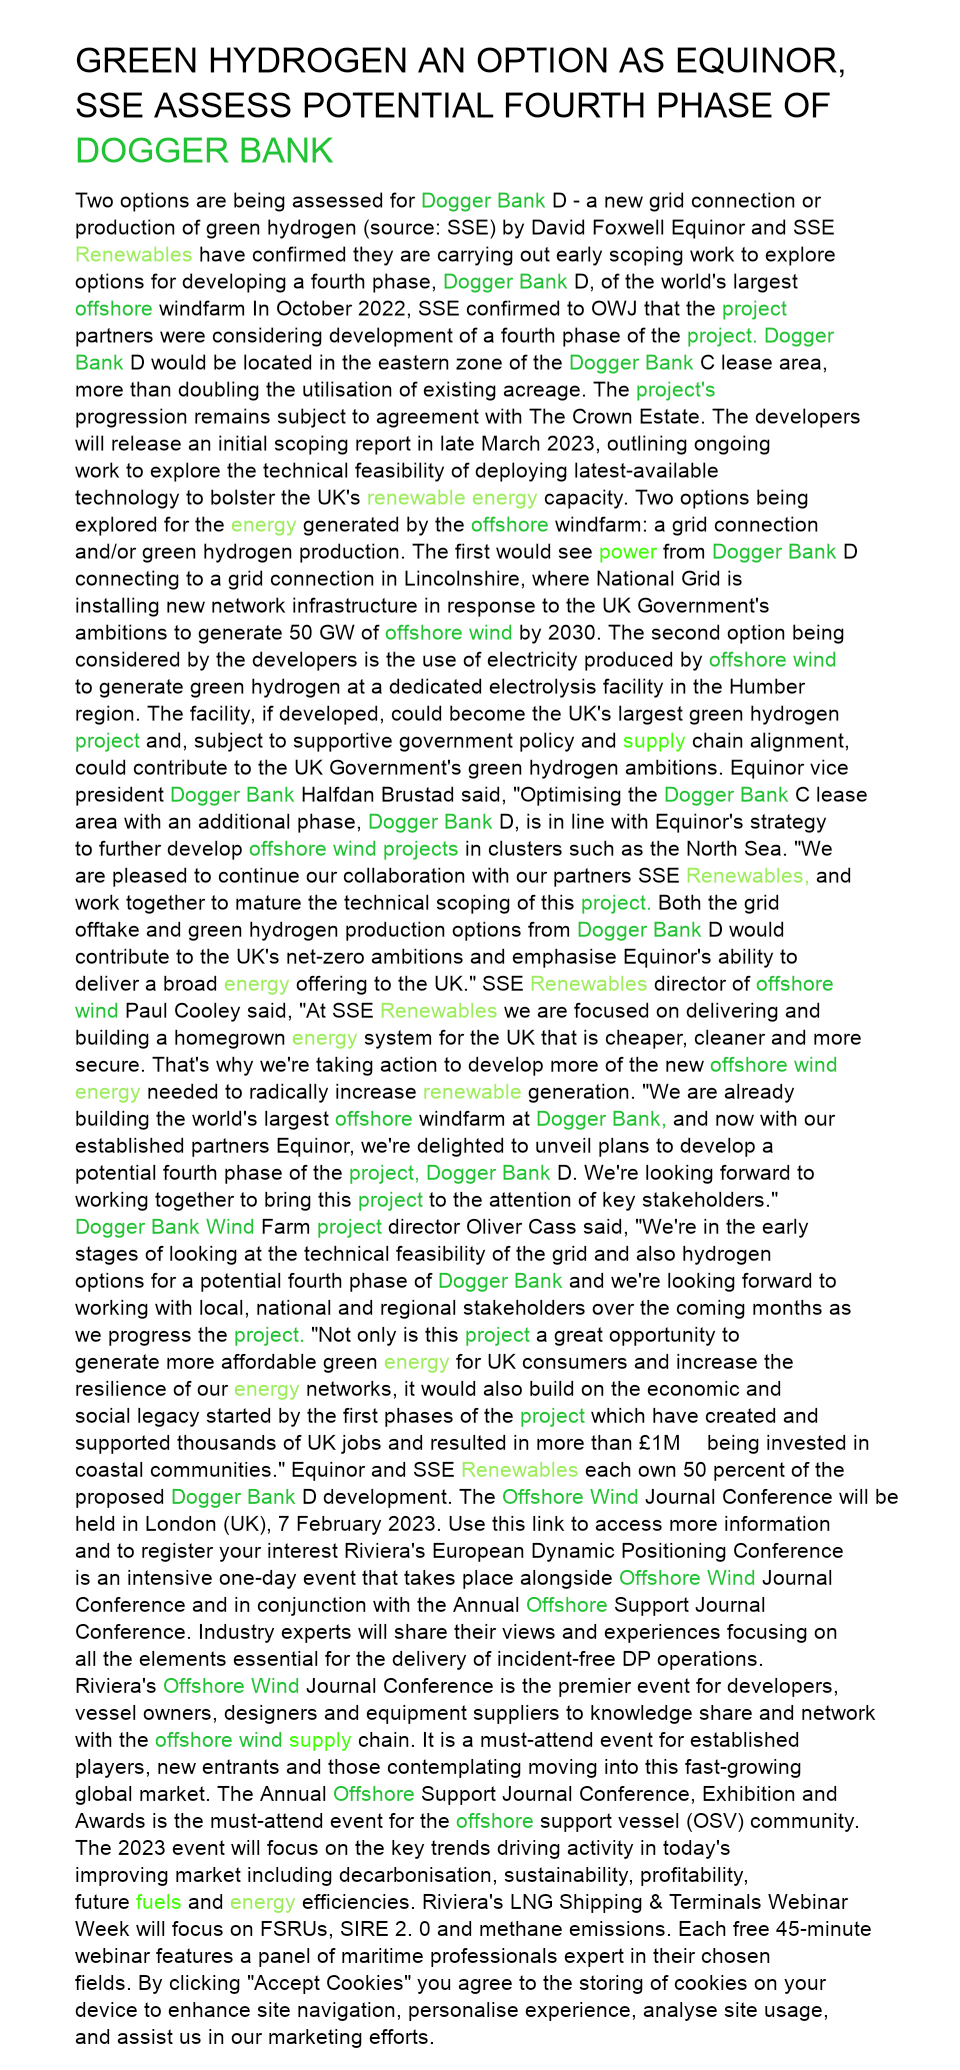 GREEN HYDROGEN AN OPTION AS EQUINOR,
SSE ASSESS POTENTIAL FOURTH PHASE OF
DOGGER BANK
Two options are being assessed for Dogger Bank D - a new grid connection or
production of green hydrogen (source: SSE) by David Foxwell Equinor and SSE
Renewables have confirmed they are carrying out early scoping work to explore
options for developing a fourth phase, Dogger Bank D, of the world's largest
offshore windfarm In October 2022, SSE confirmed to OWJ that the project
partners were considering development of a fourth phase of the project. Dogger
Bank D would be located in the eastern zone of the Dogger Bank C lease area,
more than doubling the utilisation of existing acreage. The project's
progression remains subject to agreement with The Crown Estate. The developers
will release an initial scoping report in late March 2023, outlining ongoing
work to explore the technical feasibility of deploying latest-available
technology to bolster the UK's renewable energy capacity. Two options being
explored for the energy generated by the offshore windfarm: a grid connection
and/or green hydrogen production. The first would see power from Dogger Bank D
connecting to a grid connection in Lincolnshire, where National Grid is
installing new network infrastructure in response to the UK Government's
ambitions to generate 50 GW of offshore wind by 2030. The second option being
considered by the developers is the use of electricity produced by offshore wind
to generate green hydrogen at a dedicated electrolysis facility in the Humber
region. The facility, if developed, could become the UK's largest green hydrogen
project and, subject to supportive government policy and supply chain alignment,
could contribute to the UK Government's green hydrogen ambitions. Equinor vice
president Dogger Bank Halfdan Brustad said, "Optimising the Dogger Bank C lease
area with an additional phase, Dogger Bank D, is in line with Equinor's strategy
to further develop offshore wind projects in clusters such as the North Sea. "We
are pleased to continue our collaboration with our partners SSE Renewables, and
work together to mature the technical scoping of this project. Both the grid
offtake and green hydrogen production options from Dogger Bank D would
contribute to the UK's net-zero ambitions and emphasise Equinor's ability to
deliver a broad energy offering to the UK." SSE Renewables director of offshore
wind Paul Cooley said, "At SSE Renewables we are focused on delivering and
building a homegrown energy system for the UK that is cheaper, cleaner and more
secure. That's why we're taking action to develop more of the new offshore wind
energy needed to radically increase renewable generation. "We are already
building the world's largest offshore windfarm at Dogger Bank, and now with our
established partners Equinor, we're delighted to unveil plans to develop a
potential fourth phase of the project, Dogger Bank D. We're looking forward to
working together to bring this project to the attention of key stakeholders."
Dogger Bank Wind Farm project director Oliver Cass said, "We're in the early
stages of looking at the technical feasibility of the grid and also hydrogen
options for a potential fourth phase of Dogger Bank and we're looking forward to
working with local, national and regional stakeholders over the coming months as
we progress the project. "Not only is this project a great opportunity to
generate more affordable green energy for UK consumers and increase the
resilience of our energy networks, it would also build on the economic and
social legacy started by the first phases of the project which have created and
supported thousands of UK jobs and resulted in more than £1M being invested in
coastal communities." Equinor and SSE Renewables each own 50 percent of the
proposed Dogger Bank D development. The Offshore Wind Journal Conference will be
held in London (UK), 7 February 2023. Use this link to access more information
and to register your interest Riviera's European Dynamic Positioning Conference
is an intensive one-day event that takes place alongside Offshore Wind Journal
Conference and in conjunction with the Annual Offshore Support Journal
Conference. Industry experts will share their views and experiences focusing on
all the elements essential for the delivery of incident-free DP operations.
Riviera's Offshore Wind Journal Conference is the premier event for developers,
vessel owners, designers and equipment suppliers to knowledge share and network
with the offshore wind supply chain. It is a must-attend event for established
players, new entrants and those contemplating moving into this fast-growing
global market. The Annual Offshore Support Journal Conference, Exhibition and
Awards is the must-attend event for the offshore support vessel (OSV) community.
The 2023 event will focus on the key trends driving activity in today's
improving market including decarbonisation, sustainability, profitability,
future fuels and energy efficiencies. Riviera's LNG Shipping & Terminals Webinar
Week will focus on FSRUs, SIRE 2. 0 and methane emissions. Each free 45-minute
webinar features a panel of maritime professionals expert in their chosen
fields. By clicking "Accept Cookies" you agree to the storing of cookies on your
device to enhance site navigation, personalise experience, analyse site usage,
and assist us in our marketing efforts.